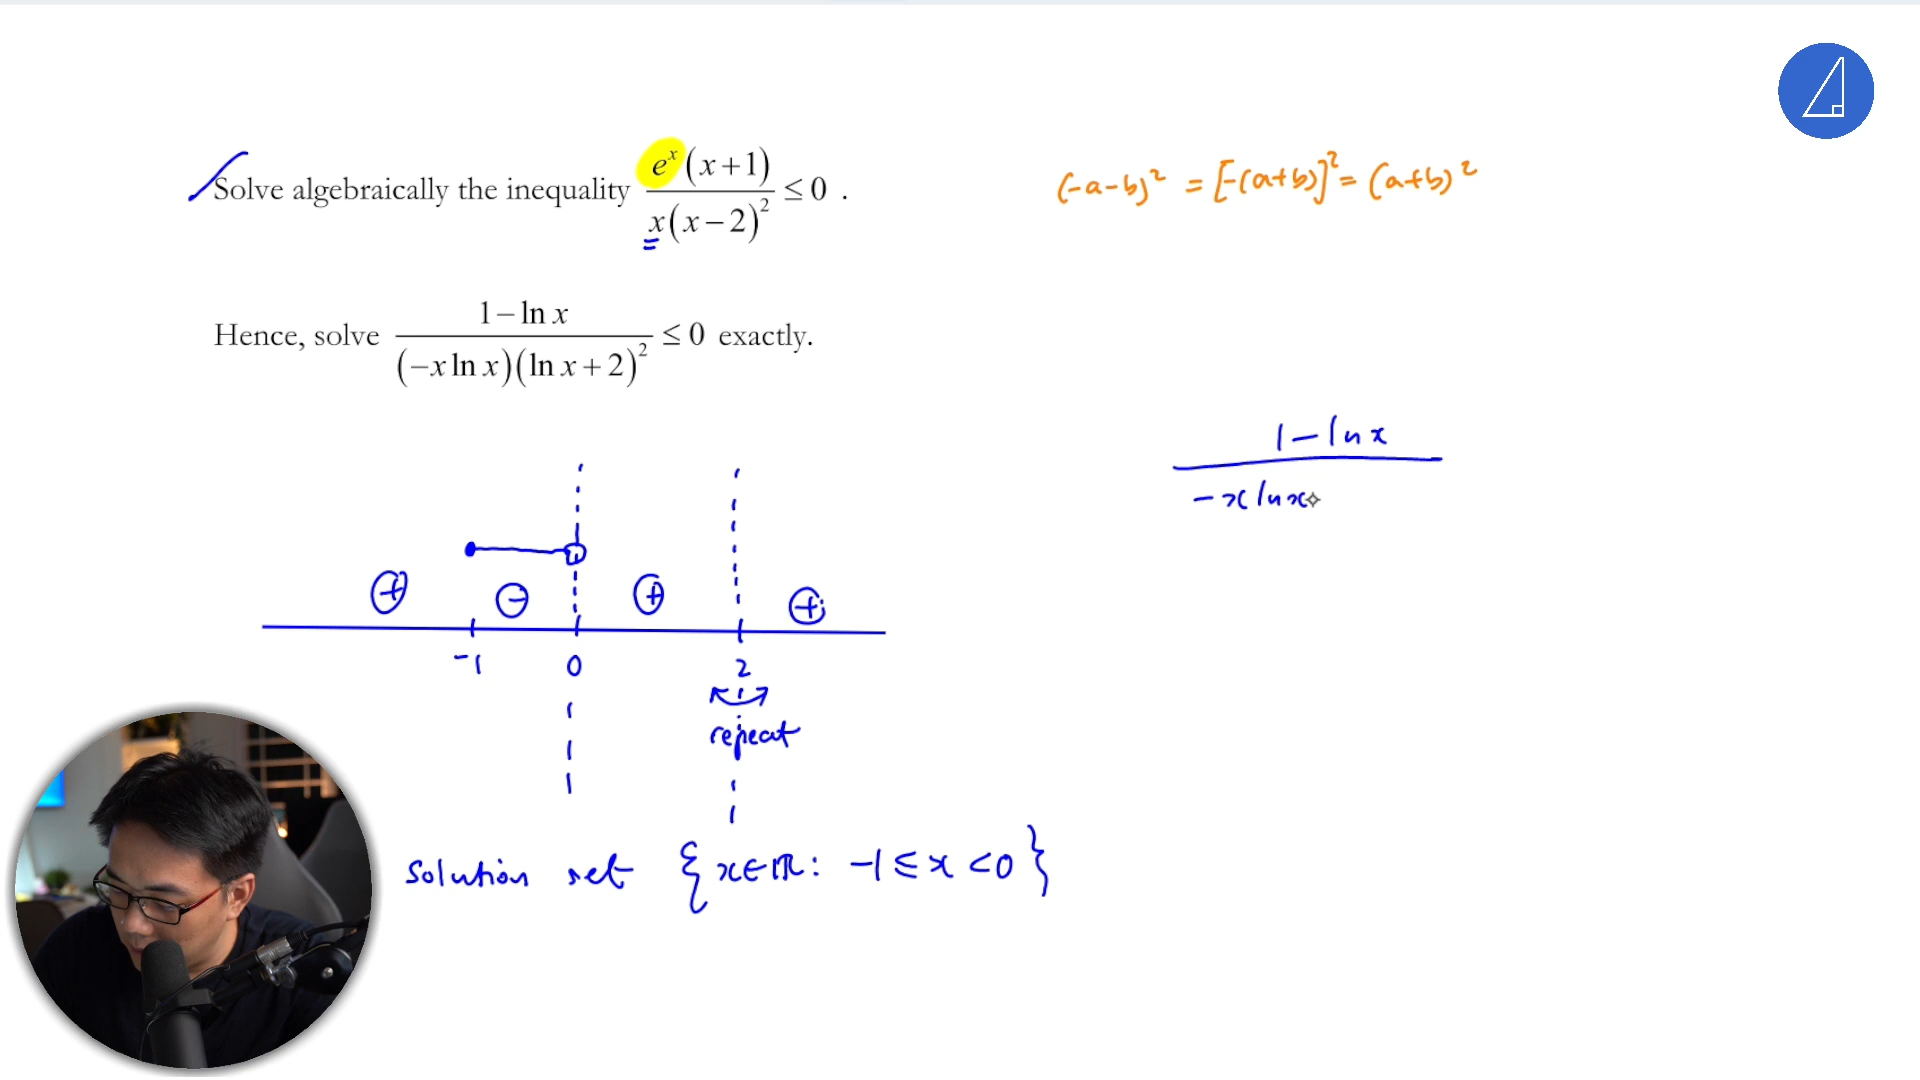 Solve algebraically the inequality e^x(x+1) / x(x−2)^2 ≤ 0 .
(-a-b)^2 = [-(a+b)]^2 = (a+b)^2
Hence, solve 1−ln x / (−x ln x)(ln x+2)^2 ≤ 0 exactly.
1 − ln x
− x ln x
+ − + +
-1 0 2
repeat
Solution set {x∈ℝ: -1 ≤ x < 0}